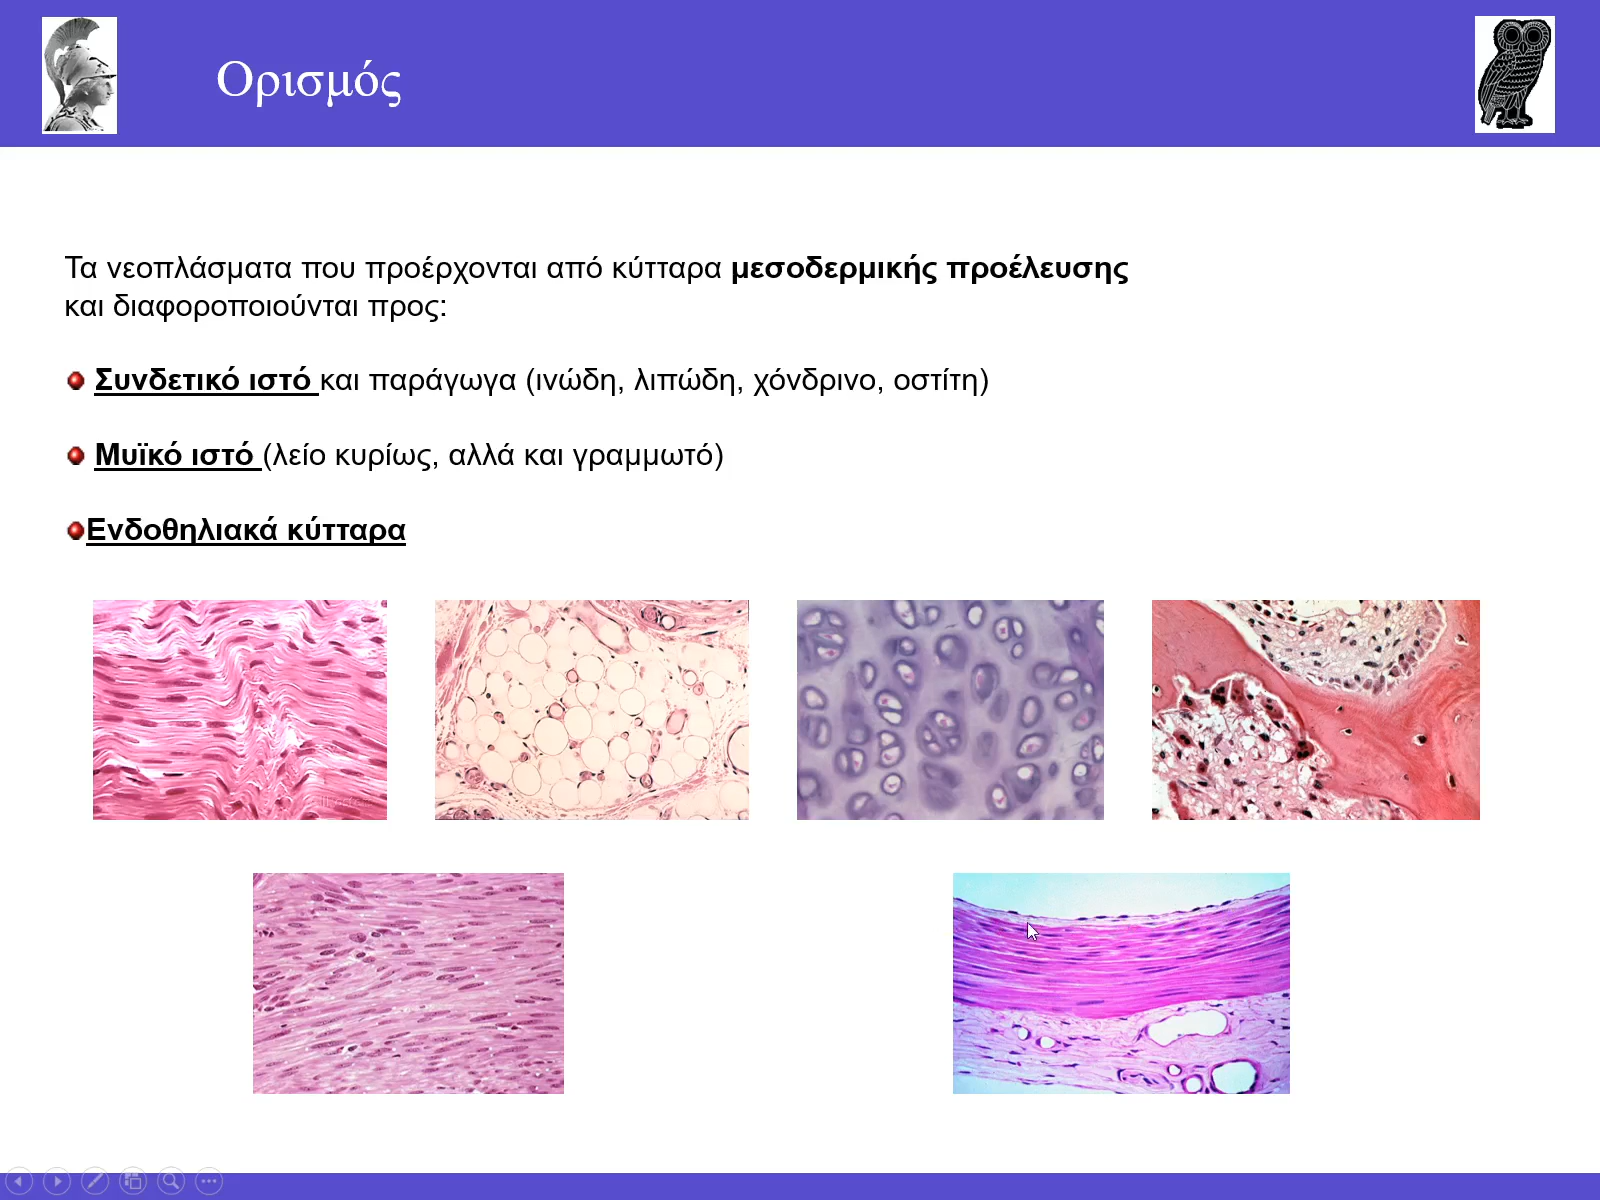 Ορισμός
Τα νεοπλάσματα που προέρχονται από κύτταρα μεσοδερμικής προέλευσης
και διαφοροποιούνται προς:
Συνδετικό ιστό και παράγωγα (ινώδη, λιπώδη, χόνδρινο, οστίτη)
Μυϊκό ιστό (λείο κυρίως, αλλά και γραμμωτό)
Ενδοθηλιακά κύτταρα